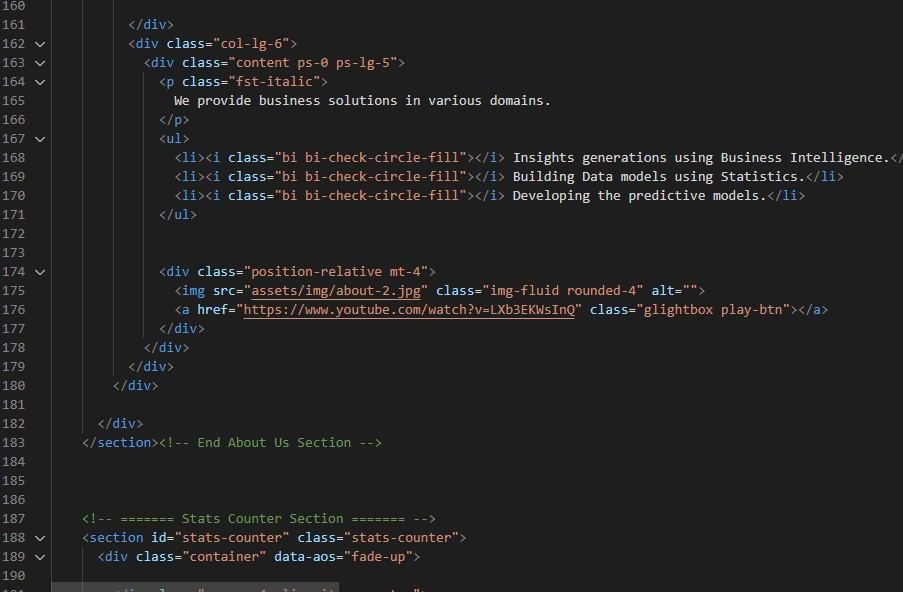 160
161 </div>
162 <div class="col-lg-6">
163 <div class="content ps-0 ps-lg-5">
164 <p class="fst-italic">
165 We provide business solutions in various domains.
166 </p>
167 <ul>
168 <li><i class="bi bi-check-circle-fill"></i> Insights generations using Business Intelligence.</
169 <li><i class="bi bi-check-circle-fill"></i> Building Data models using Statistics.</li>
170 <li><i class="bi bi-check-circle-fill"></i> Developing the predictive models.</li>
171 </ul>
172
173
174 <div class="position-relative mt-4">
175 <img src="assets/img/about-2.jpg" class="img-fluid rounded-4" alt="">
176 <a href="https://www.youtube.com/watch?v=LXb3EKWsInQ" class="glightbox play-btn"></a>
177 </div>
178 </div>
179 </div>
180 </div>
181
182 </div>
183 </section><!-- End About Us Section -->
184
185
186
187 <!-- ======= Stats Counter Section ======= -->
188 <section id="stats-counter" class="stats-counter">
189 <div class="container" data-aos="fade-up">
190